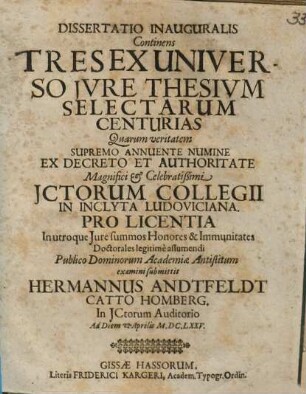 33
DISSERTATIO INAUGURALIS
Continens
TRES EX UNIVER-
SO JVRE THESIVM
SELECTARUM
CENTURIAS
Quarum veritatem
SUPREMO ANNUENTE NUMINE
EX DECRETO ET AUTHORITATE
Magnifici & Celebratissimi
JCTORUM COLLEGII
IN INCLYTA LUDOVICIANA.
PRO LICENTIA
In utroque Jure summos Honores & Immunitates
Doctorales legitimè assumendi
Publico Dominorum Academiæ Antistitum
examini submittit
HERMANNUS ANDTFELDT
CATTO HOMBERG,
In JCtorum Auditorio
Ad Diem Aprilis M.DC.LXXV.
GISSÆ HASSORUM,
Literis FRIDERICI KARGERI, Academ. Typogr. Ordin.